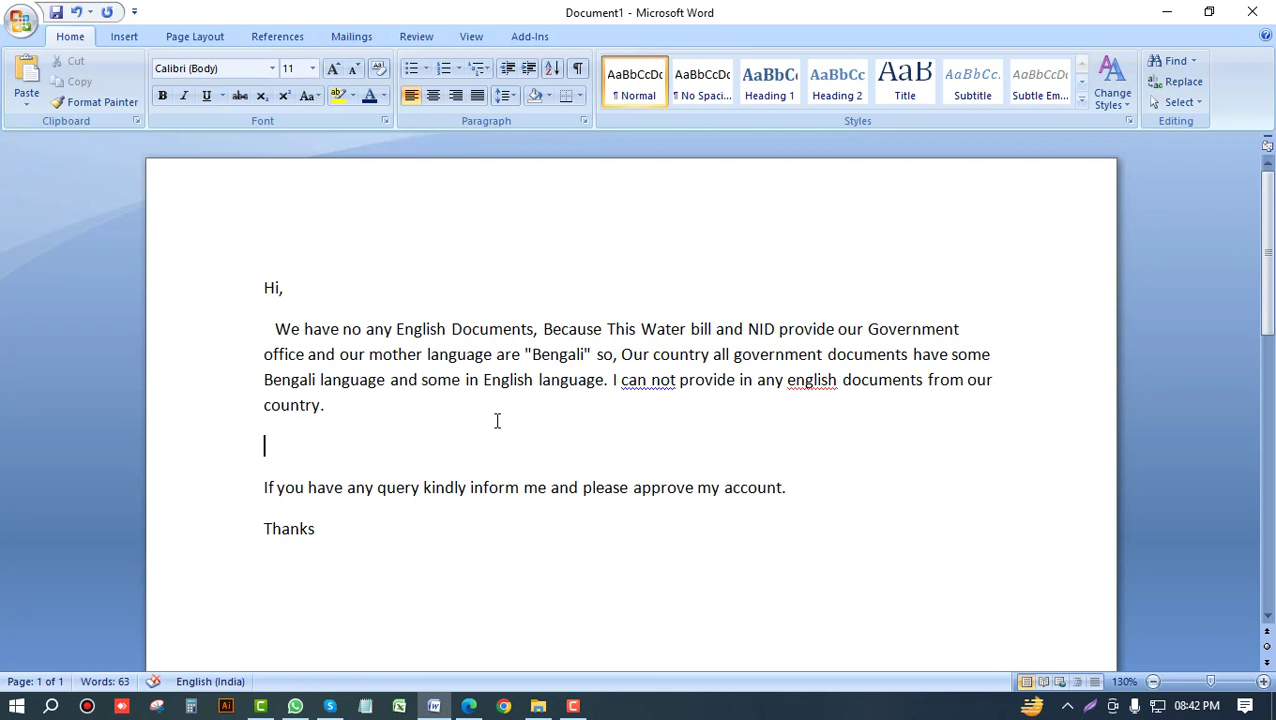 Document1 - Microsoft Word
Home Insert Page Layout References Mailings Review View Add-Ins
Paste Cut Copy Format Painter
Calibri (Body) 11
AaBbCcDc AaBbCcDc AaBbCc AaBbCc AaB AaBbCc. AaBbCcDc
¶ Normal ¶ No Spaci... Heading 1 Heading 2 Title Subtitle Subtle Em...
Change Styles
Find
Replace
Select
Clipboard Font Paragraph Styles Editing
Hi,
We have no any English Documents, Because This Water bill and NID provide our Government
office and our mother language are "Bengali" so, Our country all government documents have some
Bengali language and some in English language. I can not provide in any english documents from our
country.
If you have any query kindly inform me and please approve my account.
Thanks
Page: 1 of 1 Words: 63 English (India) 130%
08:42 PM